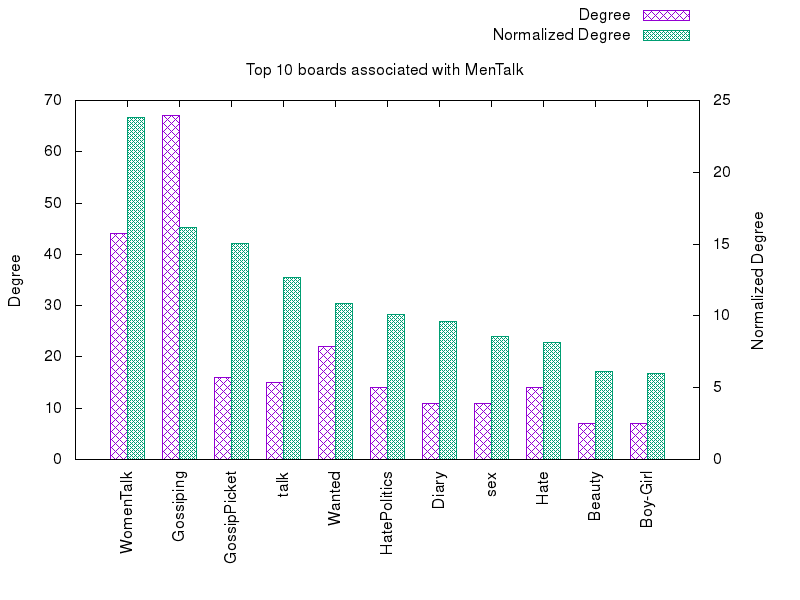 Degree
Normalized Degree
Top 10 boards associated with MenTalk
70
60
50
40
30
20
10
0
25
20
15
10
5
0
Degree
Normalized Degree
WomenTalk
Gossiping
GossipPicket
talk
Wanted
HatePolitics
Diary
sex
Hate
Beauty
Boy-Girl